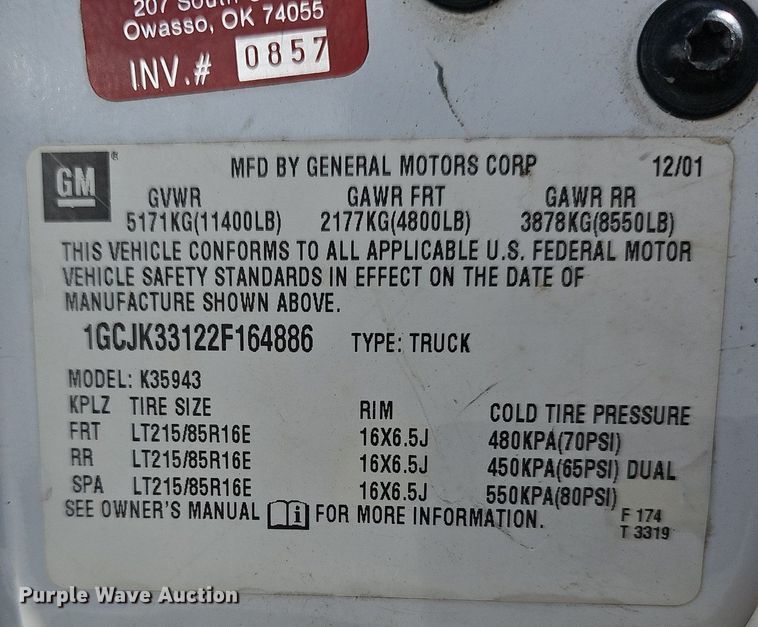 207 South
Owasso, OK 74055
INV.# 0857
GM ® MFD BY GENERAL MOTORS CORP 12/01
GVWR GAWR FRT GAWR RR
5171KG(11400LB) 2177KG(4800LB) 3878KG(8550LB)
THIS VEHICLE CONFORMS TO ALL APPLICABLE U.S. FEDERAL MOTOR
VEHICLE SAFETY STANDARDS IN EFFECT ON THE DATE OF
MANUFACTURE SHOWN ABOVE.
1GCJK33122F164886 TYPE: TRUCK
MODEL: K35943
KPLZ TIRE SIZE RIM COLD TIRE PRESSURE
FRT LT215/85R16E 16X6.5J 480KPA(70PSI)
RR LT215/85R16E 16X6.5J 450KPA(65PSI) DUAL
SPA LT215/85R16E 16X6.5J 550KPA(80PSI)
SEE OWNER'S MANUAL i FOR MORE INFORMATION.
F 174
T 3319
Purple Wave Auction